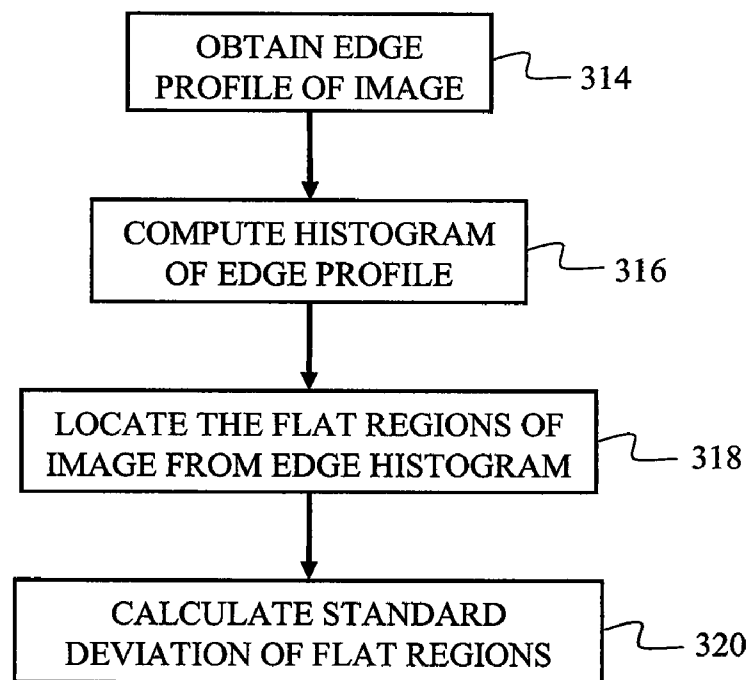 OBTAIN EDGE
PROFILE OF IMAGE
314
COMPUTE HISTOGRAM
OF EDGE PROFILE
316
LOCATE THE FLAT REGIONS OF
IMAGE FROM EDGE HISTOGRAM
318
CALCULATE STANDARD
DEVIATION OF FLAT REGIONS
320